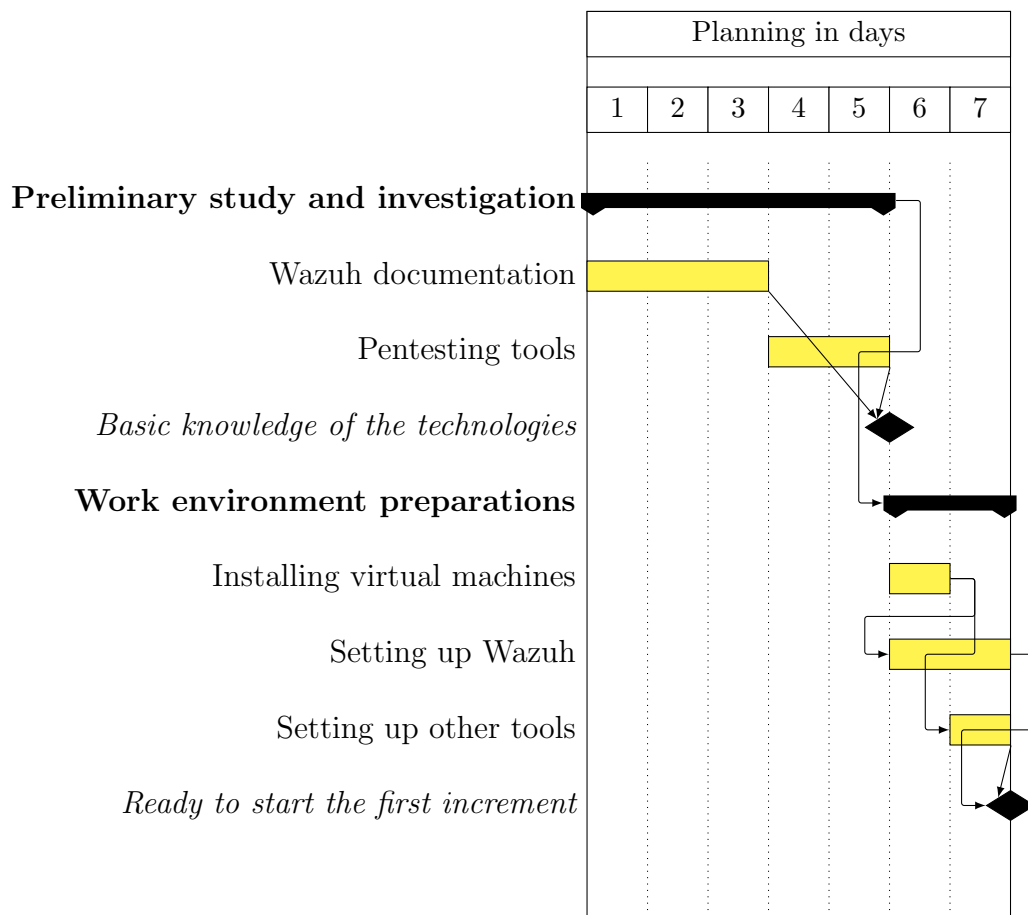 Planning in days
1 2 3 4 5 6 7
Preliminary study and investigation
Wazuh documentation
Pentesting tools
Basic knowledge of the technologies
Work environment preparations
Installing virtual machines
Setting up Wazuh
Setting up other tools
Ready to start the first increment